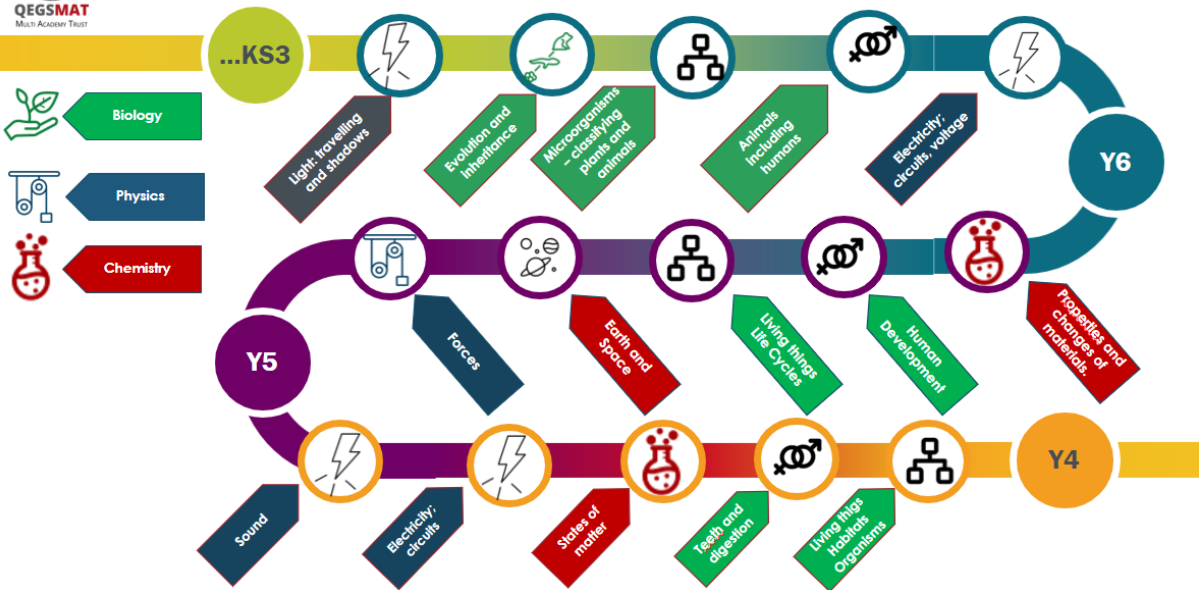 QEGSMAT
MULTI ACADEMY TRUST
...KS3
Biology
Physics
Chemistry
Light: travelling
and shadows
Evolution and
Inheritance
Microorganisms
– classifying
plants and
animals
Animals
including
humans
Electricity;
circuits, voltage
Y6
Forces
Earth and
Space
Living things
Life Cycles
Human
Development
Properties and
changes of
materials.
Y5
Sound
Electricity;
circuits
States of
matter
Teeth and
digestion
Living thigs
Habitats
Organisms
Y4